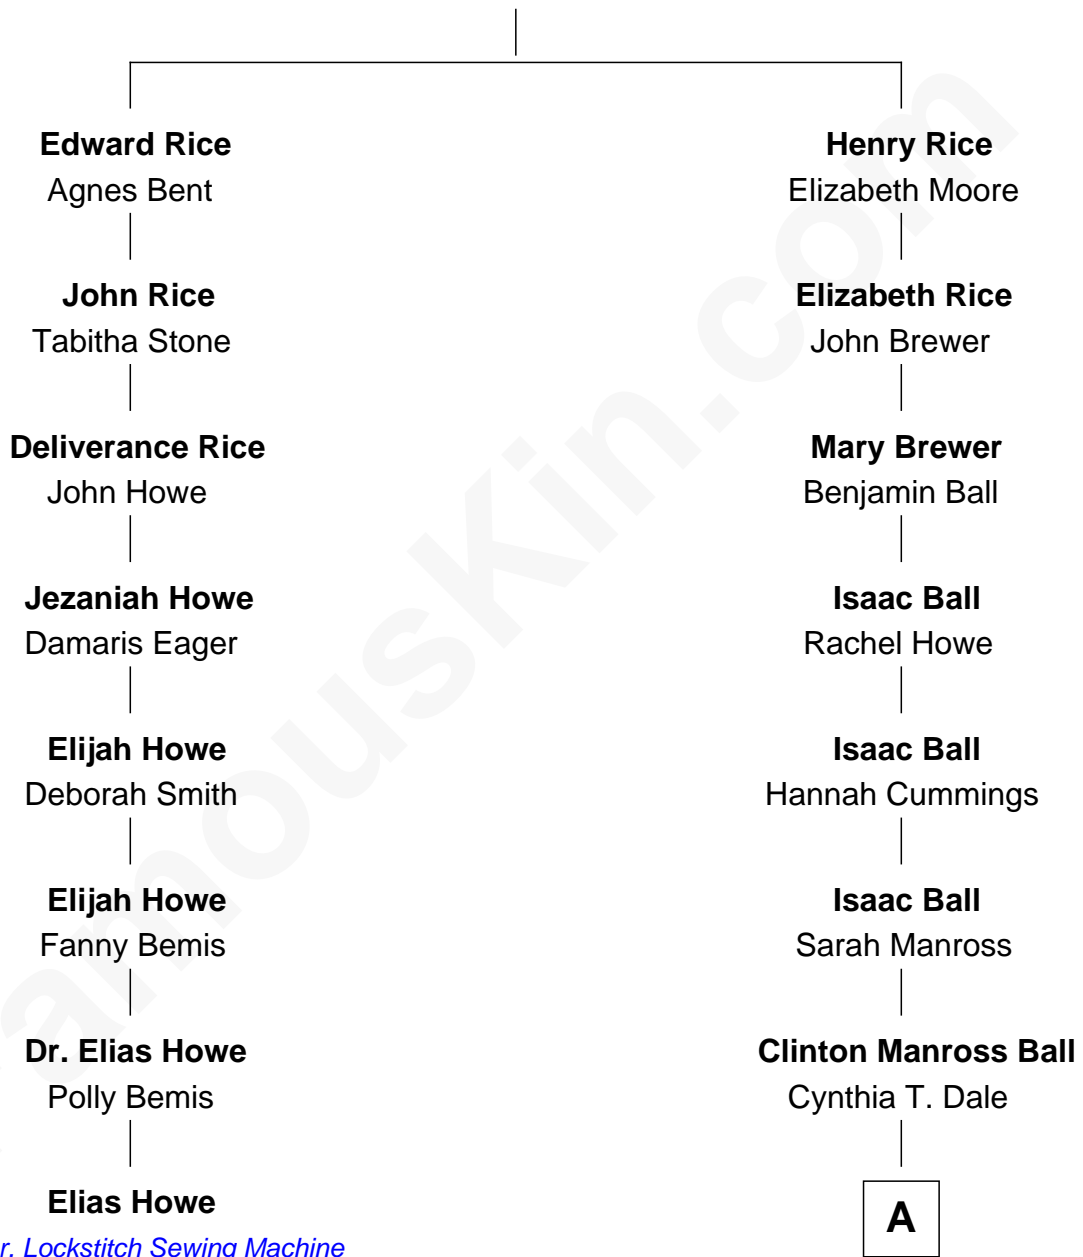 Edward Rice
Agnes Bent
Henry Rice
Elizabeth Moore
John Rice
Tabitha Stone
Elizabeth Rice
John Brewer
Deliverance Rice
John Howe
Mary Brewer
Benjamin Ball
Jezaniah Howe
Damaris Eager
Isaac Ball
Rachel Howe
Elijah Howe
Deborah Smith
Isaac Ball
Hannah Cummings
Elijah Howe
Fanny Bemis
Isaac Ball
Sarah Manross
Dr. Elias Howe
Polly Bemis
Clinton Manross Ball
Cynthia T. Dale
Elias Howe
r. Lockstitch Sewing Machine
A
amousKin.com